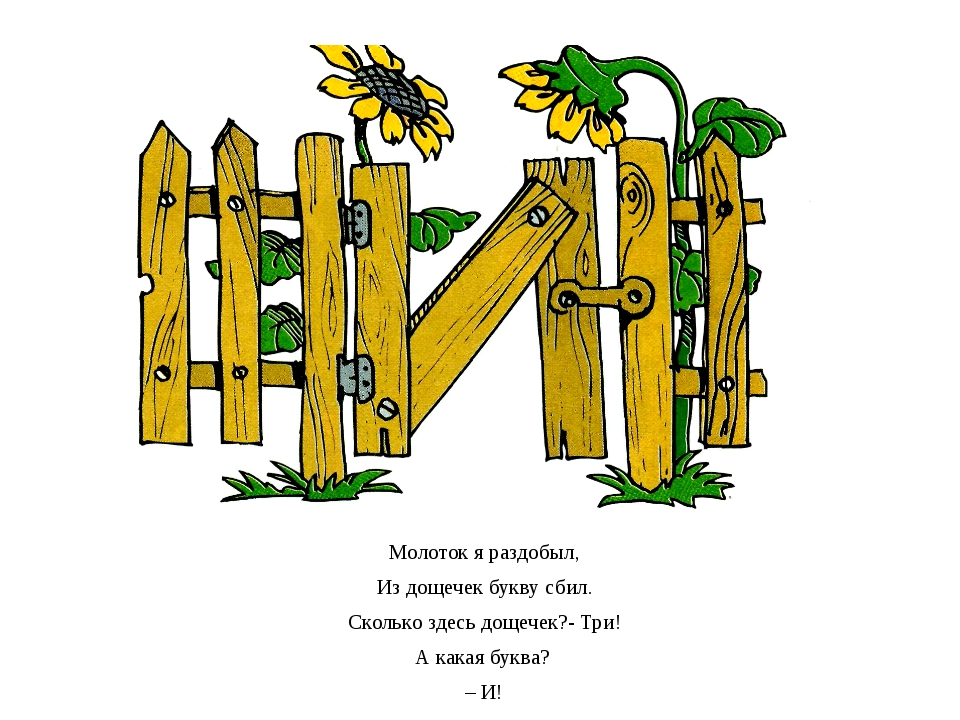 Молоток я раздобыл,
Из дощечек букву сбил.
Сколько здесь дощечек?- Три!
А какая буква?
– И!